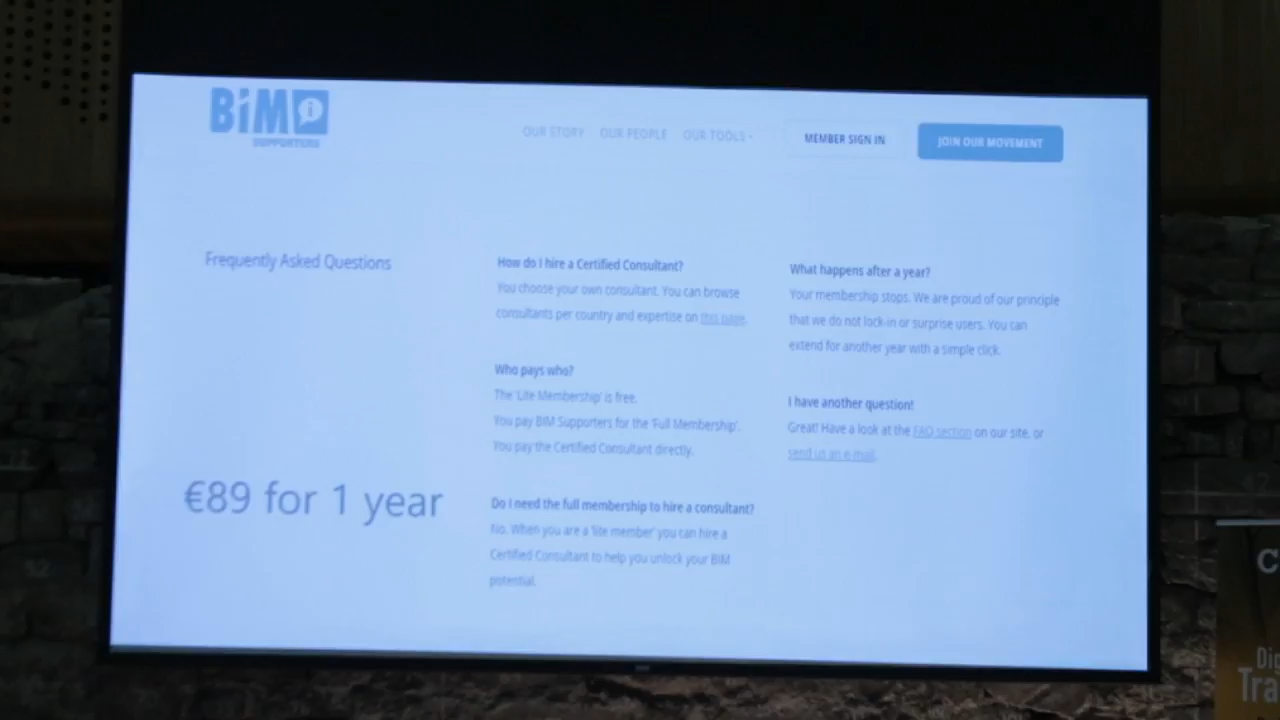 BiM
SUPPORTERS
OUR STORY OUR PEOPLE OUR TOOLS
MEMBER SIGN IN
JOIN OUR MOVEMENT
Frequently Asked Questions
€89 for 1 year
How do I hire a Certified Consultant?
You choose your own consultant. You can browse
consultants per country and expertise on this page.
Who pays who?
The 'Lite Membership' is free.
You pay BIM Supporters for the 'Full Membership'.
You pay the Certified Consultant directly.
Do I need the full membership to hire a consultant?
No. When you are a 'lite member' you can hire a
Certified Consultant to help you unlock your BIM
potential.
What happens after a year?
Your membership stops. We are proud of our principle
that we do not lock-in or surprise users. You can
extend for another year with a simple click.
I have another question!
Great! Have a look at the FAQ section on our site, or
send us an e-mail.
C
Dig
Tra